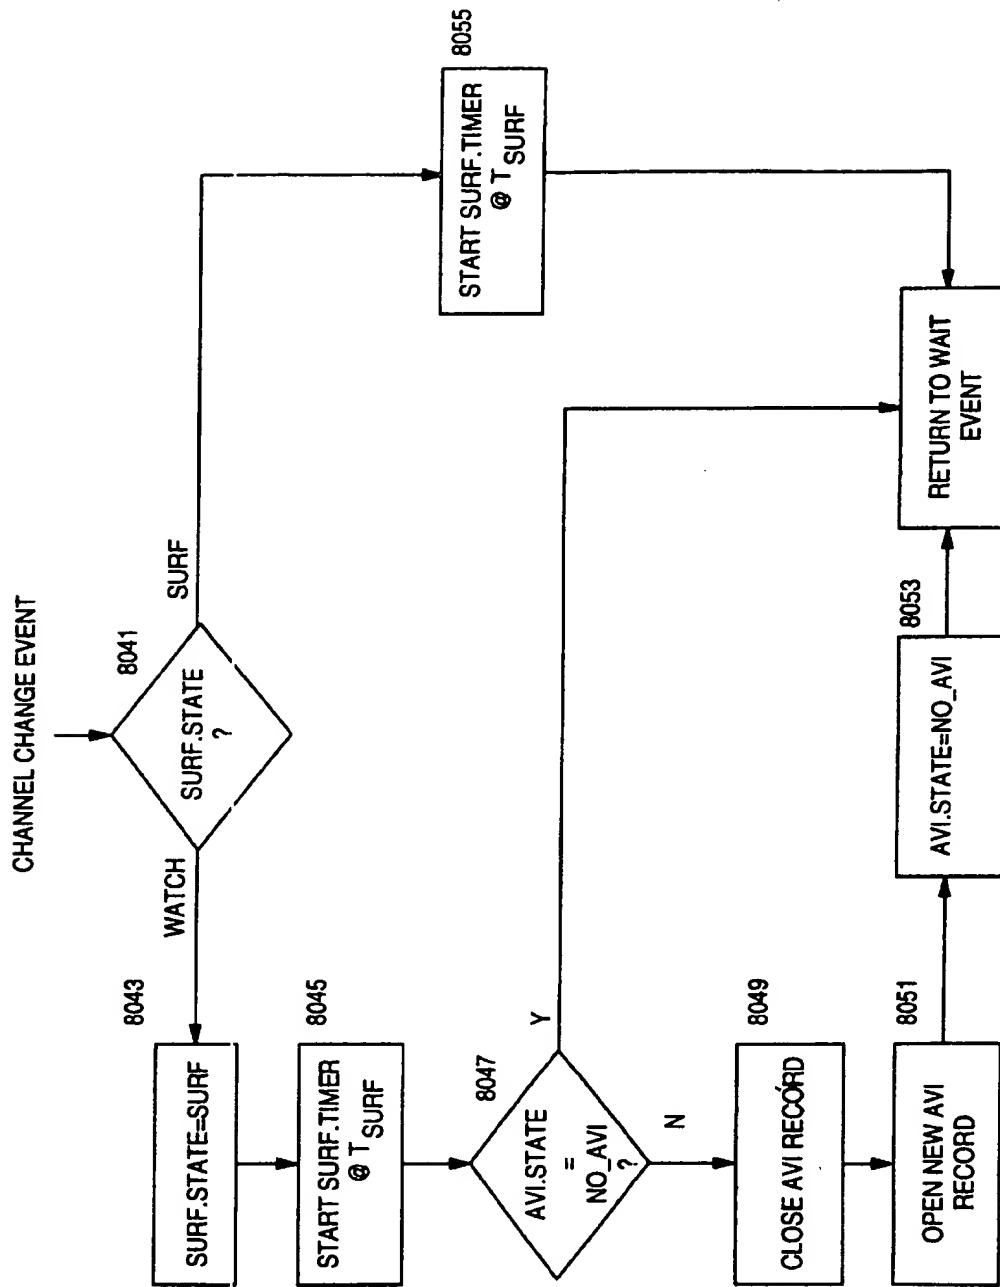 CHANNEL CHANGE EVENT
8041
SURF.STATE
?
WATCH
SURF
8043
SURF.STATE=SURF
8045
START SURF.TIMER
@ T SURF
8055
START SURF.TIMER
@ T SURF
8047
AVI.STATE
=
NO_AVI
?
Y
N
8049
CLOSE AVI RECORD
8051
OPEN NEW AVI
RECORD
8053
AVI.STATE=NO_AVI
RETURN TO WAIT
EVENT